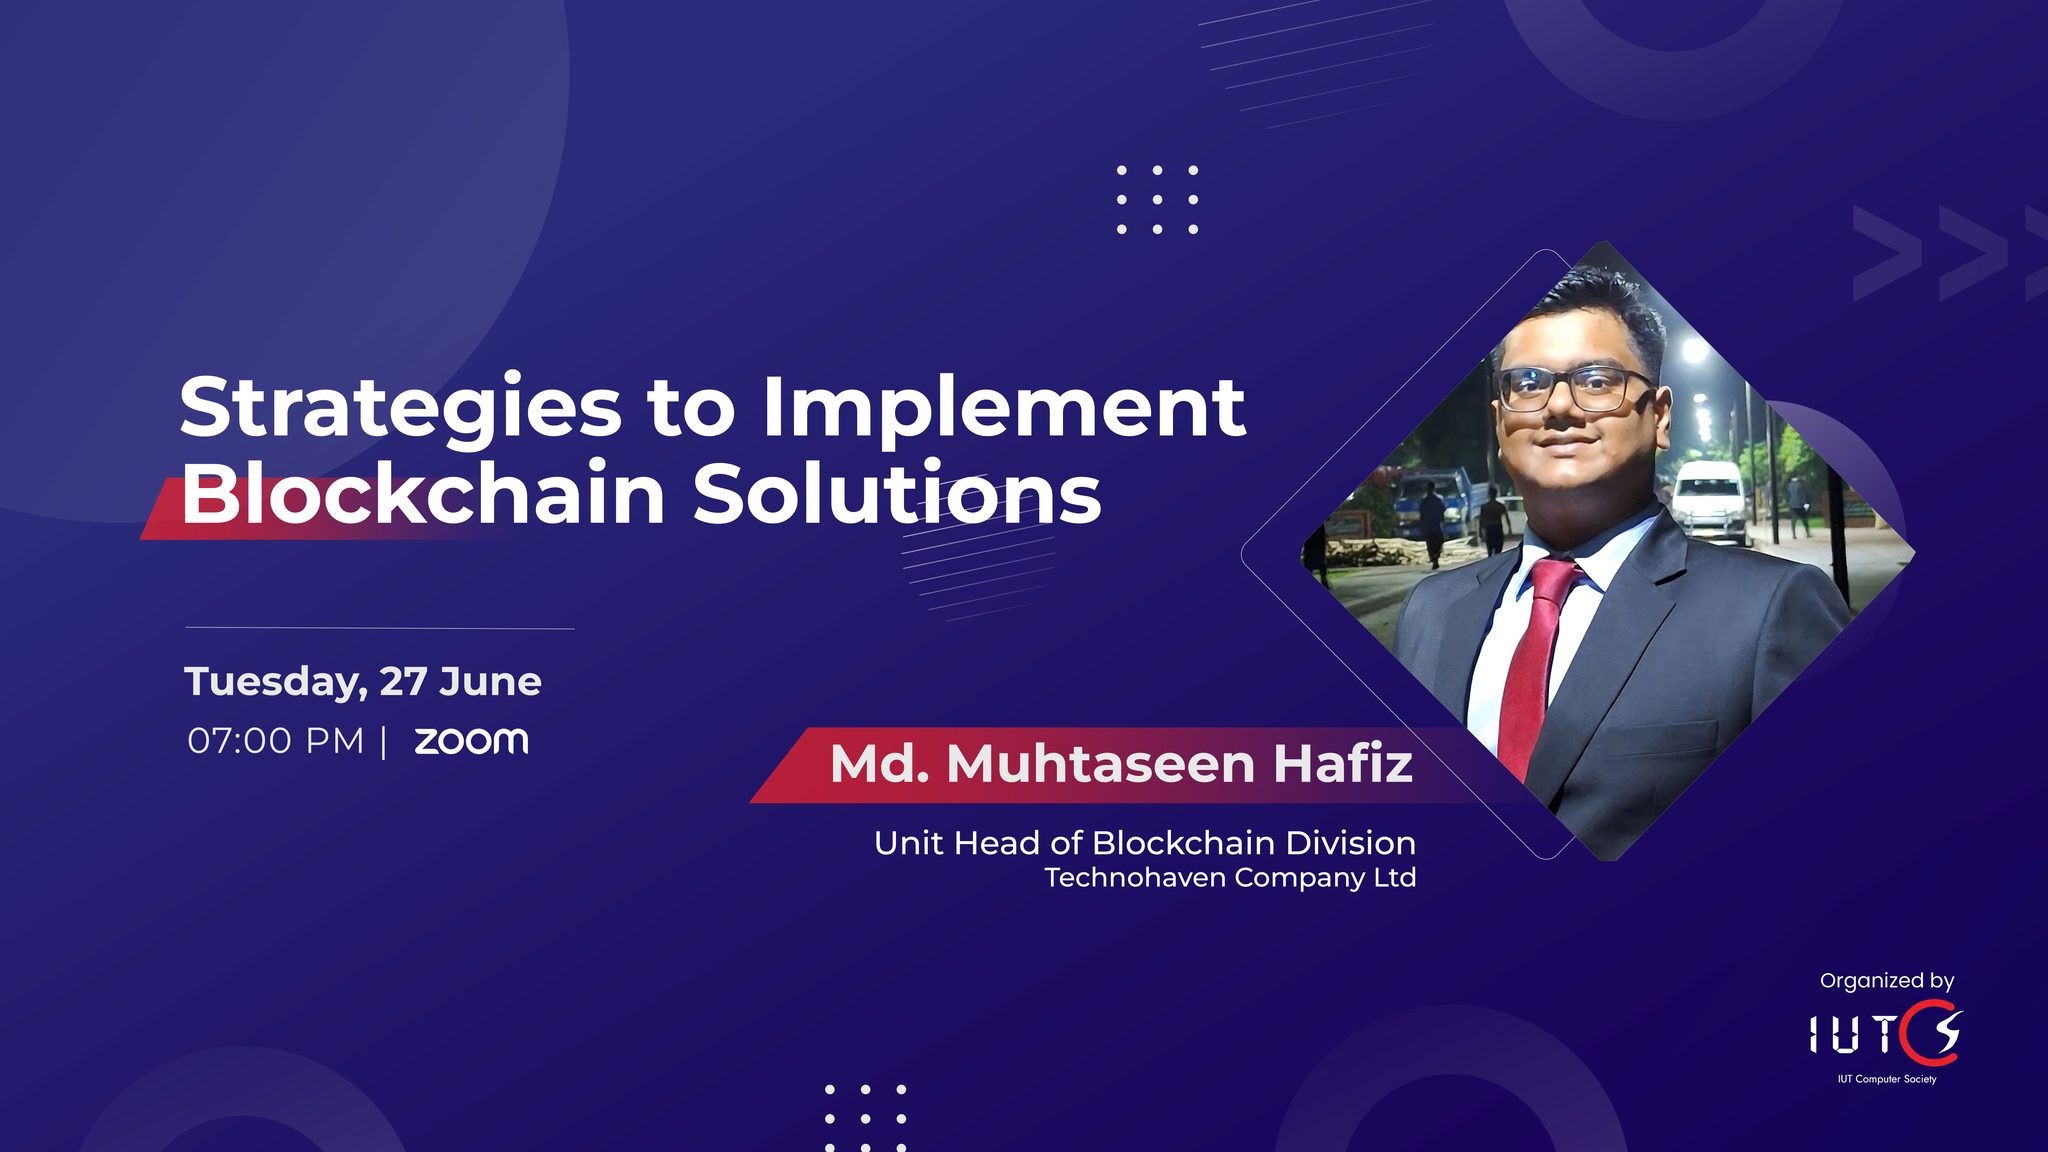 Strategies to Implement
Blockchain Solutions
Tuesday, 27 June
07:00 PM | zoom
Md. Muhtaseen Hafiz
Unit Head of Blockchain Division
Technohaven Company Ltd
Organized by
IUTCS
IUT Computer Society